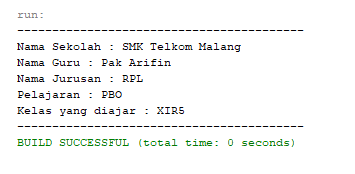 run:
-----------------------------------------
Nama Sekolah : SMK Telkom Malang
Nama Guru : Pak Arifin
Nama Jurusan : RPL
Pelajaran : PBO
Kelas yang diajar : XIR5
-----------------------------------------
BUILD SUCCESSFUL (total time: 0 seconds)